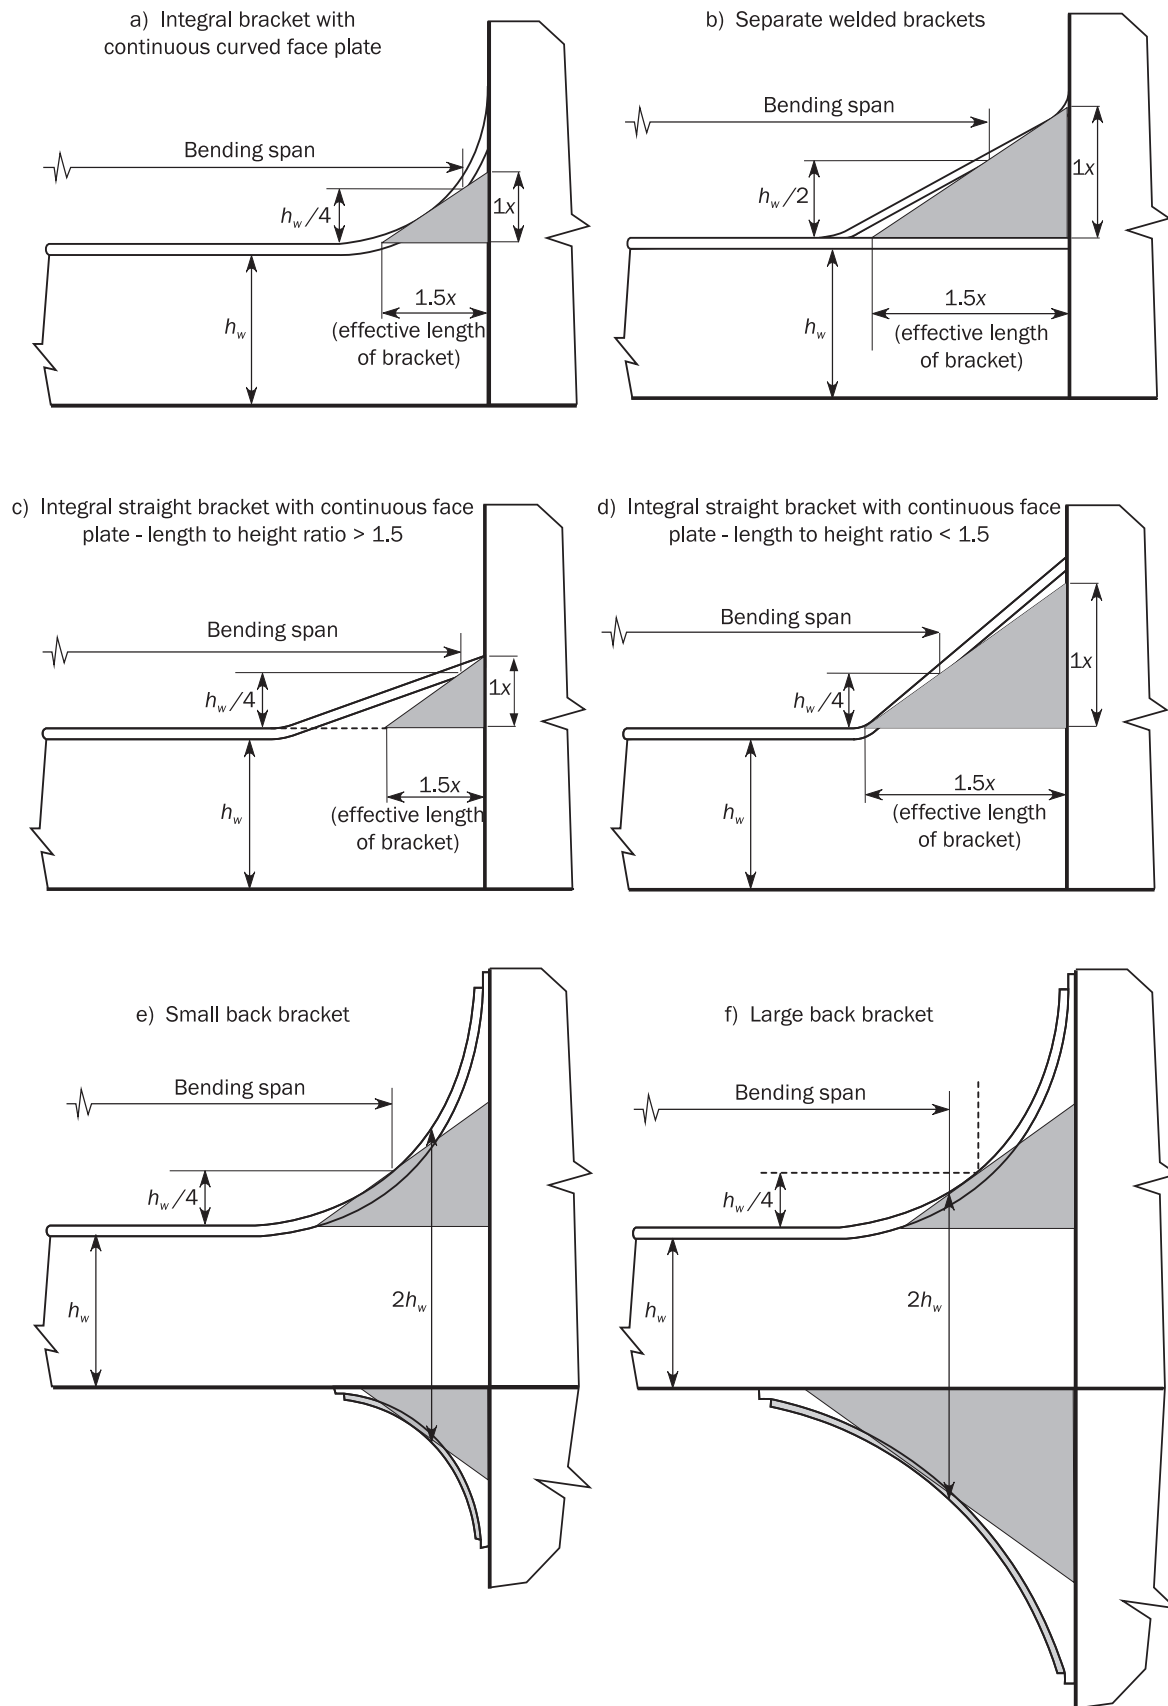 a) Integral bracket with
continuous curved face plate
Bending span
h_w/4
1x
1.5x
(effective length
of bracket)
h_w
b) Separate welded brackets
Bending span
h_w/2
1x
1.5x
(effective length
of bracket)
h_w
c) Integral straight bracket with continuous face
plate - length to height ratio > 1.5
Bending span
h_w/4
1x
1.5x
(effective length
of bracket)
h_w
d) Integral straight bracket with continuous face
plate - length to height ratio < 1.5
Bending span
h_w/4
1x
1.5x
(effective length
of bracket)
h_w
e) Small back bracket
Bending span
h_w/4
2h_w
h_w
f) Large back bracket
Bending span
h_w/4
2h_w
h_w